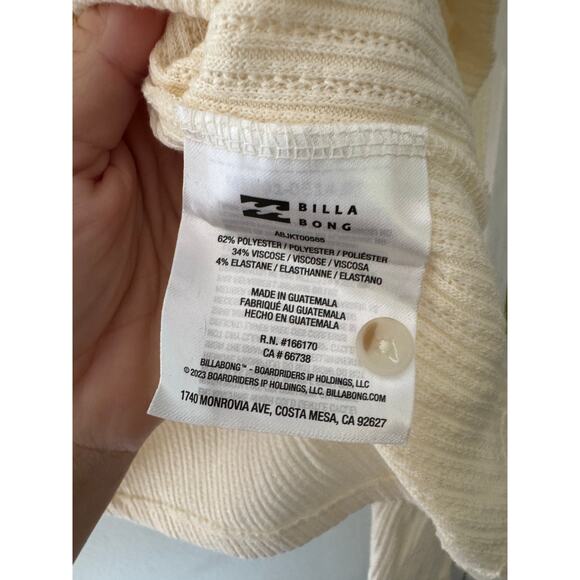 BILLA
BONG
ABJKT00585
62% POLYESTER / POLYESTER / POLIÉSTER
34% VISCOSE / VISCOSE / VISCOSA
4% ELASTANE / ELASTHANNE / ELASTANO
MADE IN GUATEMALA
FABRIQUÉ AU GUATEMALA
HECHO EN GUATEMALA
R.N. #166170
CA # 66738
BILLABONG™ - BOARDRIDERS IP HOLDINGS, LLC
©2023 BOARDRIDERS IP HOLDINGS, LLC. BILLABONG.COM
1740 MONROVIA AVE, COSTA MESA, CA 92627